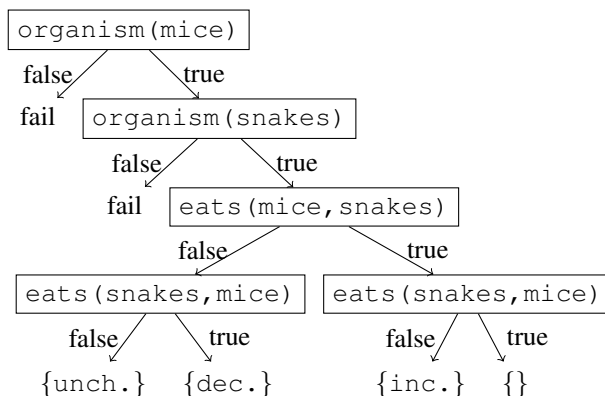 organism(mice)
false true
fail organism(snakes)
false true
fail eats(mice,snakes)
false true
eats(snakes,mice) eats(snakes,mice)
false true false true
{unch.} {dec.} {inc.} {}